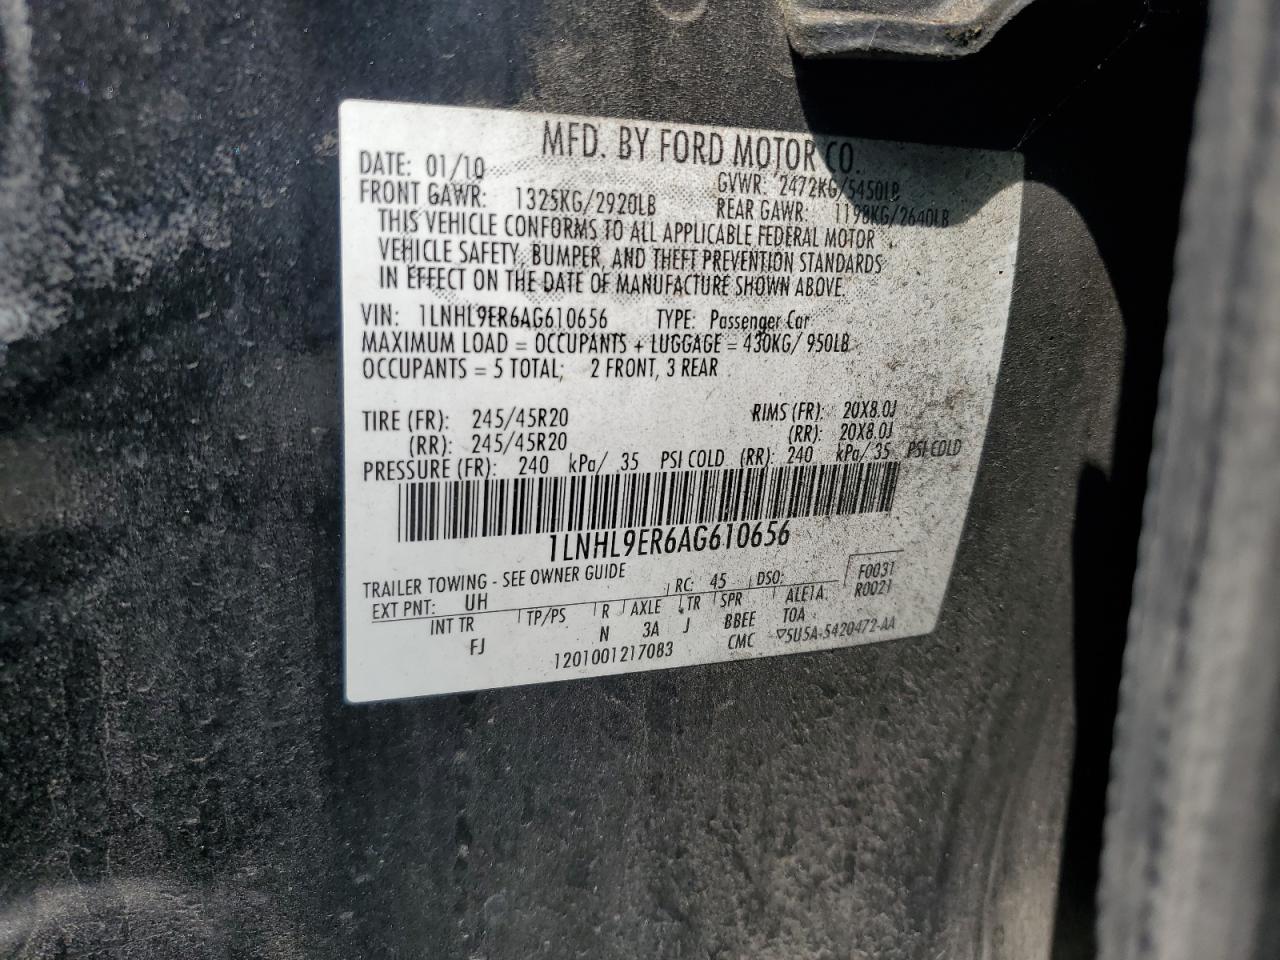 MFD. BY FORD MOTOR CO.
DATE: 01/10 GVWR: 2472KG/5450LB
FRONT GAWR: 1325KG/2920LB REAR GAWR: 1198KG/2640LB
THIS VEHICLE CONFORMS TO ALL APPLICABLE FEDERAL MOTOR
VEHICLE SAFETY, BUMPER, AND THEFT PREVENTION STANDARDS
IN EFFECT ON THE DATE OF MANUFACTURE SHOWN ABOVE.
VIN: 1LNHL9ER6AG610656 TYPE: Passenger Car
MAXIMUM LOAD = OCCUPANTS + LUGGAGE = 430KG/ 950LB
OCCUPANTS = 5 TOTAL; 2 FRONT, 3 REAR
TIRE (FR): 245/45R20 RIMS (FR): 20X8.0J
(RR): 245/45R20 (RR): 20X8.0J
PRESSURE (FR): 240 kPa/ 35 PSI COLD (RR): 240 kPa/ 35 PSI COLD
1LNHL9ER6AG610656
TRAILER TOWING - SEE OWNER GUIDE F0031
EXT PNT: UH RC: 45 DSO: R0021
INT TR TP/PS R AXLE TR SPR ALE1A
FJ N 3A J BBEE TOA
1201001217083 CMC ▽5U5A-5420472-AA